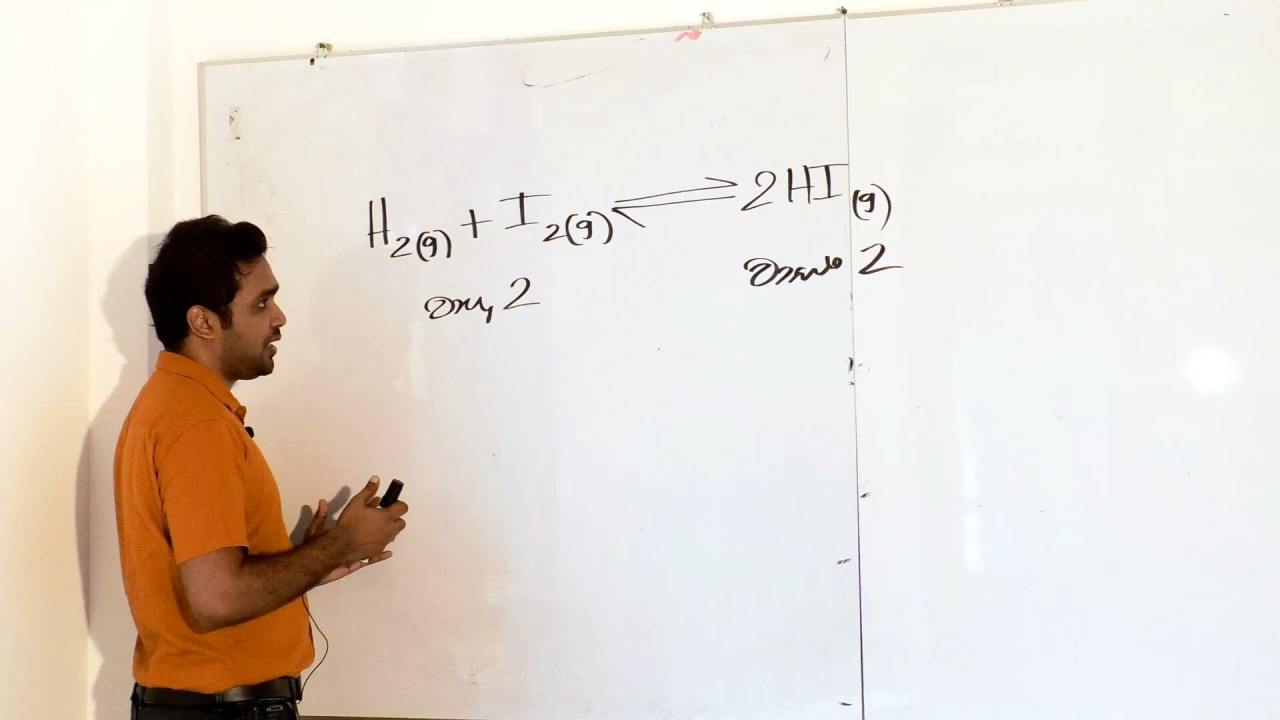 H₂(g) + I₂(g) ⇌ 2HI(g)
2 2